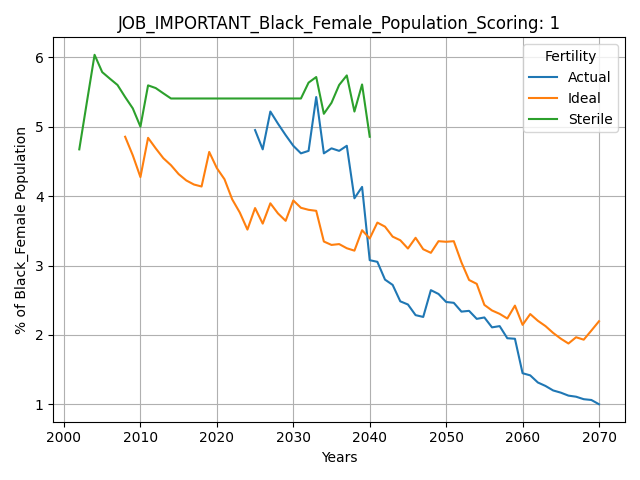 JOB_IMPORTANT_Black_Female_Population_Scoring: 1
Fertility
Actual
Ideal
Sterile
% of Black_Female Population
6
5
4
3
2
1
2000 2010 2020 2030 2040 2050 2060 2070
Years